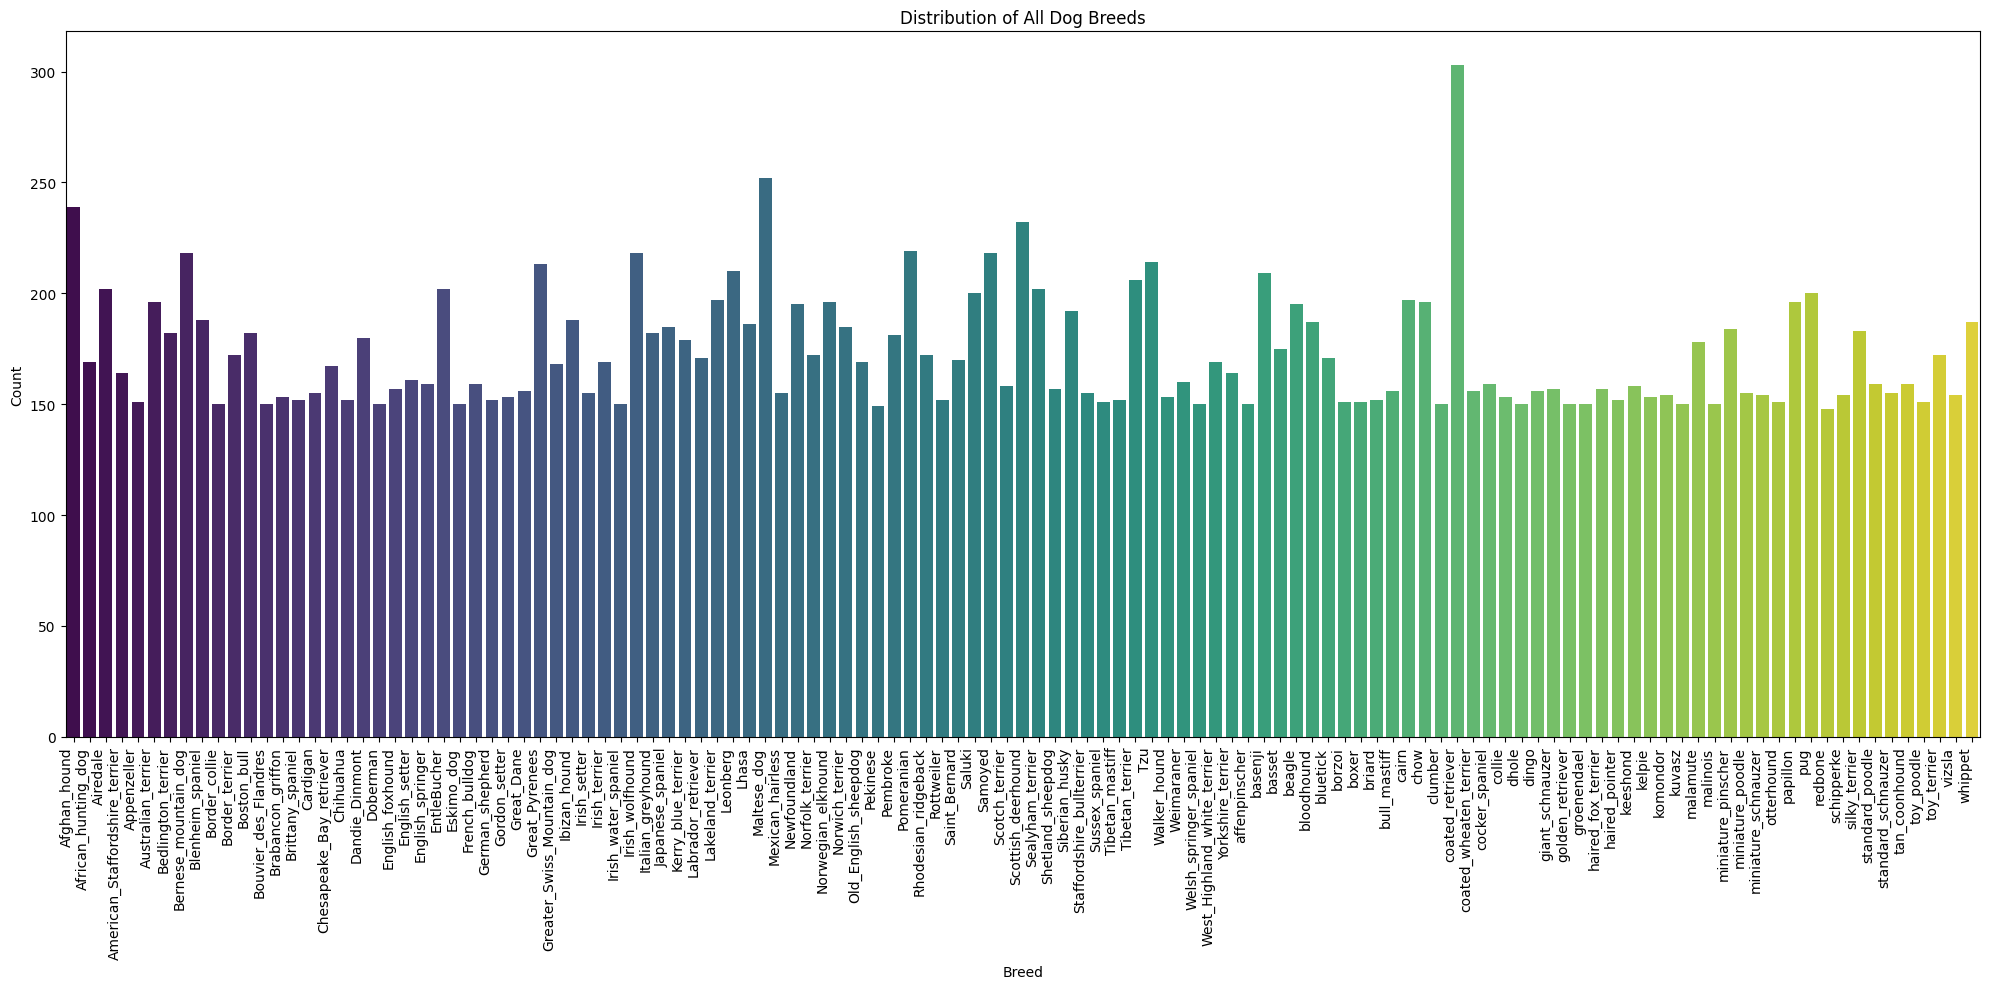 Distribution of All Dog Breeds
300
250
200
150
100
50
0
Count
Afghan_hound
African_hunting_dog
Airedale
American_Staffordshire_terrier
Appenzeller
Australian_terrier
Bedlington_terrier
Bernese_mountain_dog
Blenheim_spaniel
Border_collie
Border_terrier
Boston_bull
Bouvier_des_Flandres
Brabancon_griffon
Brittany_spaniel
Cardigan
Chesapeake_Bay_retriever
Chihuahua
Dandie_Dinmont
Doberman
English_foxhound
English_setter
English_springer
EntleBucher
Eskimo_dog
French_bulldog
German_shepherd
Gordon_setter
Great_Dane
Great_Pyrenees
Greater_Swiss_Mountain_dog
Ibizan_hound
Irish_setter
Irish_terrier
Irish_water_spaniel
Irish_wolfhound
Italian_greyhound
Japanese_spaniel
Kerry_blue_terrier
Labrador_retriever
Lakeland_terrier
Leonberg
Lhasa
Maltese_dog
Mexican_hairless
Newfoundland
Norfolk_terrier
Norwegian_elkhound
Norwich_terrier
Old_English_sheepdog
Pekinese
Pembroke
Pomeranian
Rhodesian_ridgeback
Rottweiler
Saint_Bernard
Saluki
Samoyed
Scotch_terrier
Scottish_deerhound
Sealyham_terrier
Shetland_sheepdog
Siberian_husky
Staffordshire_bullterrier
Sussex_spaniel
Tibetan_mastiff
Tibetan_terrier
Tzu
Walker_hound
Weimaraner
Welsh_springer_spaniel
West_Highland_white_terrier
Yorkshire_terrier
affenpinscher
basenji
basset
beagle
bloodhound
bluetick
borzoi
boxer
briard
bull_mastiff
cairn
chow
clumber
coated_retriever
coated_wheaten_terrier
cocker_spaniel
collie
dhole
dingo
giant_schnauzer
golden_retriever
groenendael
haired_fox_terrier
haired_pointer
keeshond
kelpie
komondor
kuvasz
malamute
malinois
miniature_pinscher
miniature_poodle
miniature_schnauzer
otterhound
papillon
pug
redbone
schipperke
silky_terrier
standard_poodle
standard_schnauzer
tan_coonhound
toy_poodle
toy_terrier
vizsla
whippet
Breed